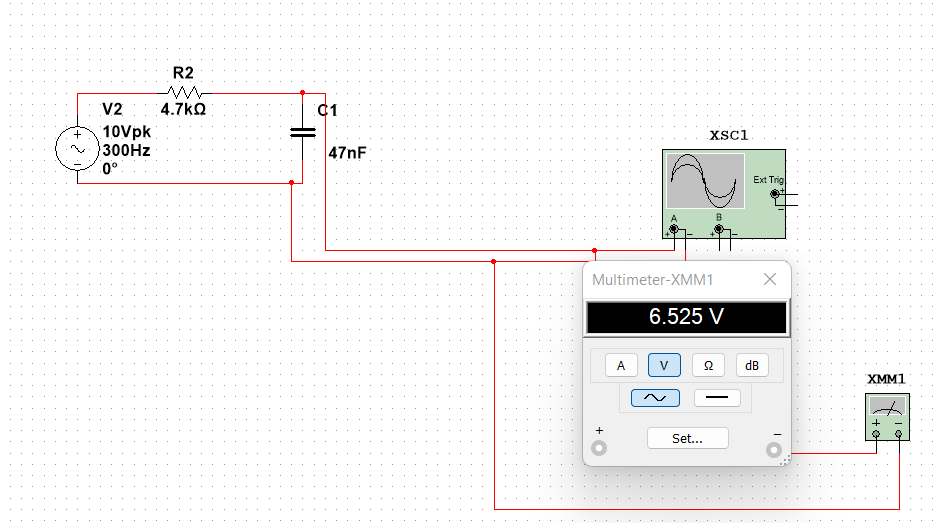 R2
4.7kΩ
V2
10Vpk
300Hz
0°
C1
47nF
XSC1
Ext Trig
A
B
Multimeter-XMM1
6.525 V
A
V
Ω
dB
Set...
+
−
XMM1
+
−